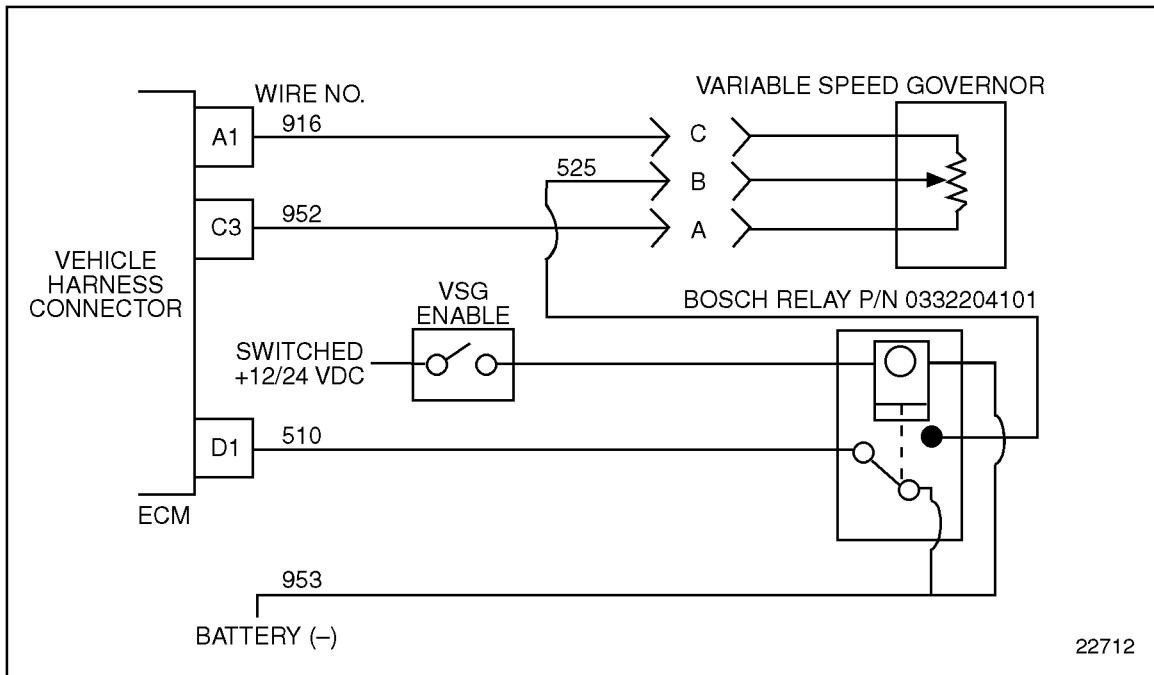 VARIABLE SPEED GOVERNOR
WIRE NO.
A1
916
C
525
B
C3
952
A
VEHICLE
HARNESS
CONNECTOR
VSG
ENABLE
BOSCH RELAY P/N 0332204101
SWITCHED
+12/24 VDC
D1
510
ECM
953
BATTERY (–)
22712